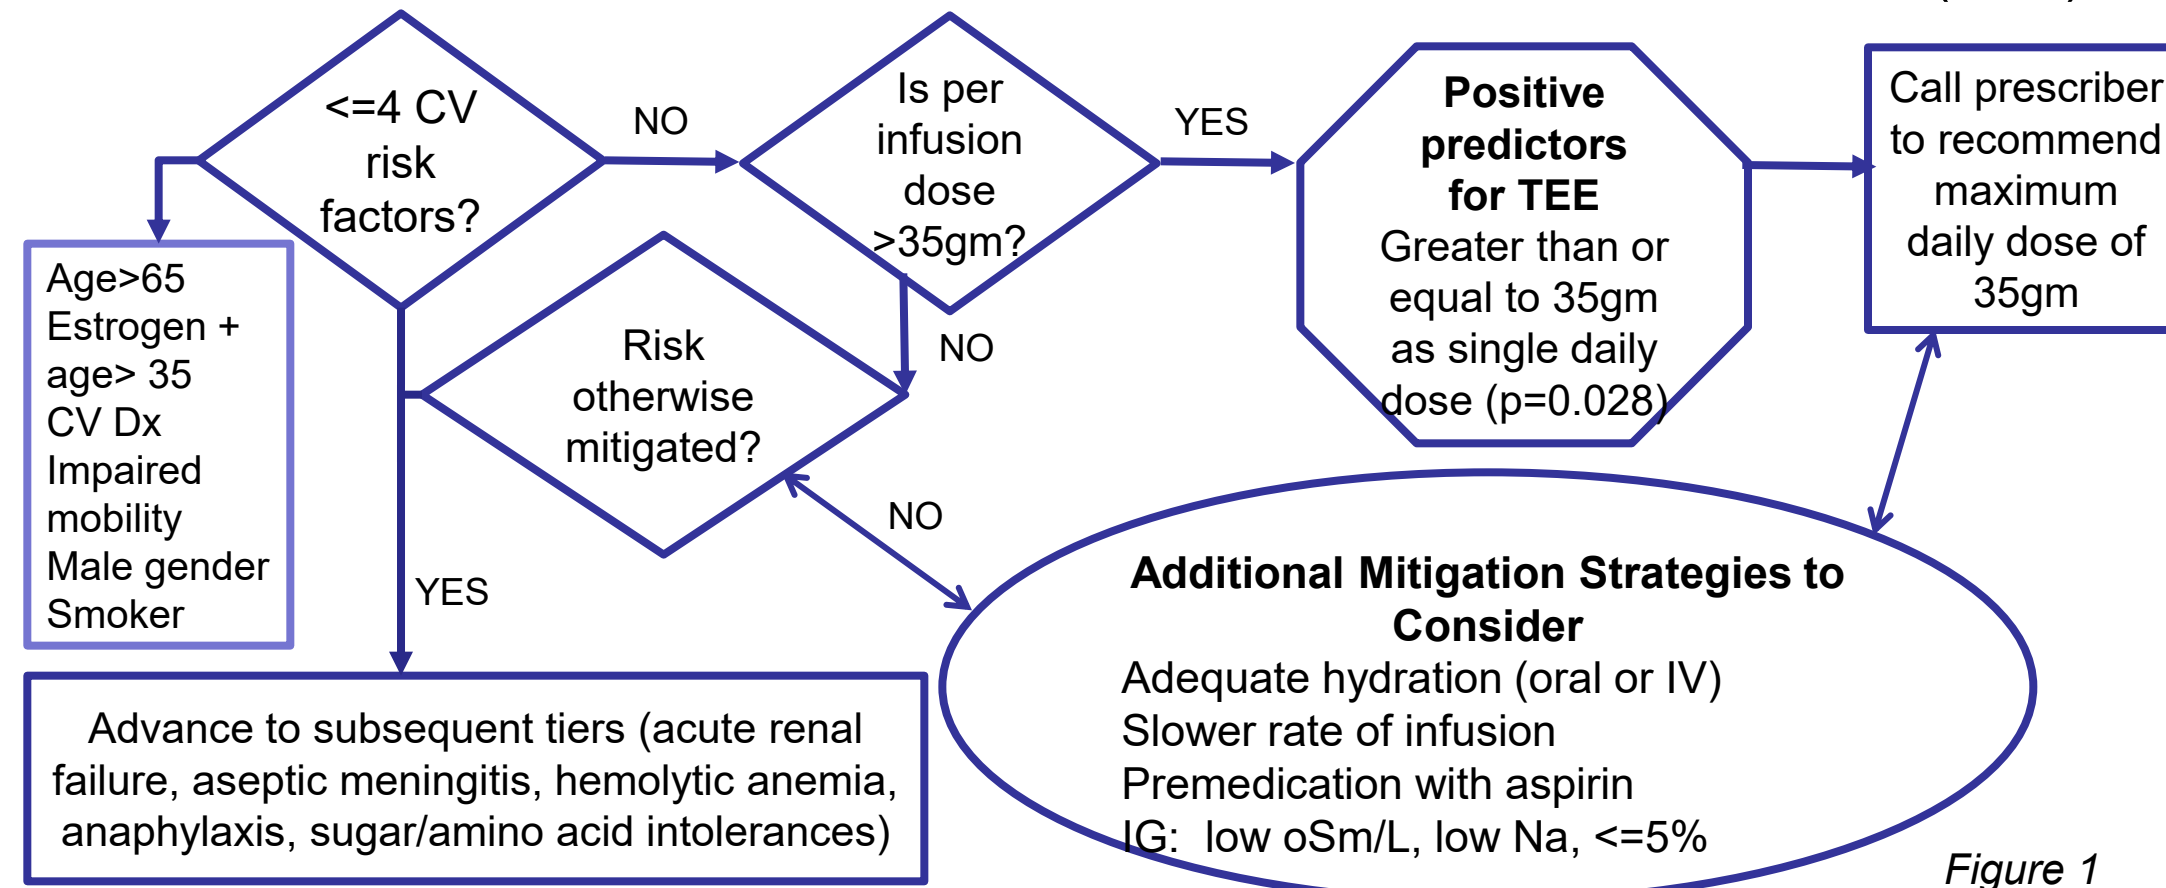 <=4 CV
risk
factors?
NO
Is per
infusion
dose
>35gm?
YES
Positive
predictors
for TEE
Greater than or
equal to 35gm
as single daily
dose (p=0.028)
Call prescriber
to recommend
maximum
daily dose of
35gm
Age>65
Estrogen +
age> 35
CV Dx
Impaired
mobility
Male gender
Smoker
Risk
otherwise
mitigated?
NO
NO
YES
Additional Mitigation Strategies to
Consider
Adequate hydration (oral or IV)
Slower rate of infusion
Premedication with aspirin
IG:  low oSm/L, low Na, <=5%
Advance to subsequent tiers (acute renal
failure, aseptic meningitis, hemolytic anemia,
anaphylaxis, sugar/amino acid intolerances)
Figure 1